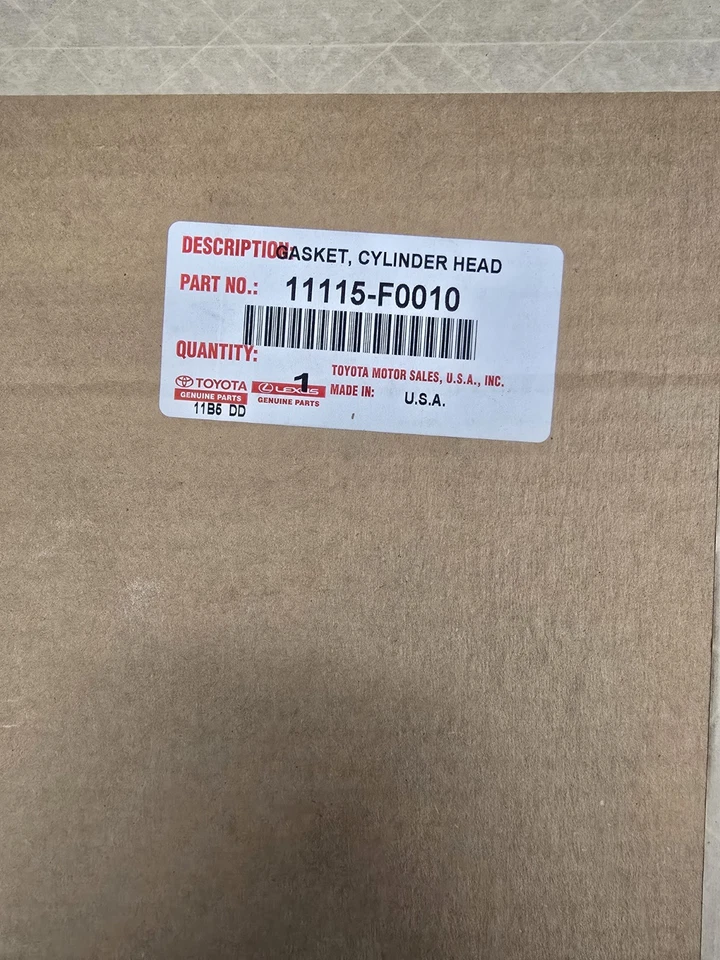 DESCRIPTION: GASKET, CYLINDER HEAD
PART NO.: 11115-F0010
QUANTITY: 1
TOYOTA MOTOR SALES, U.S.A., INC.
TOYOTA LEXUS MADE IN: U.S.A.
GENUINE PARTS GENUINE PARTS
11B5 DD